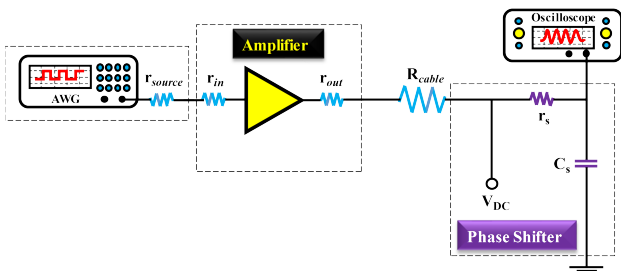 Oscilloscope
Amplifier
AWG
r_source
r_in
r_out
R_cable
r_s
C_s
V_DC
Phase Shifter